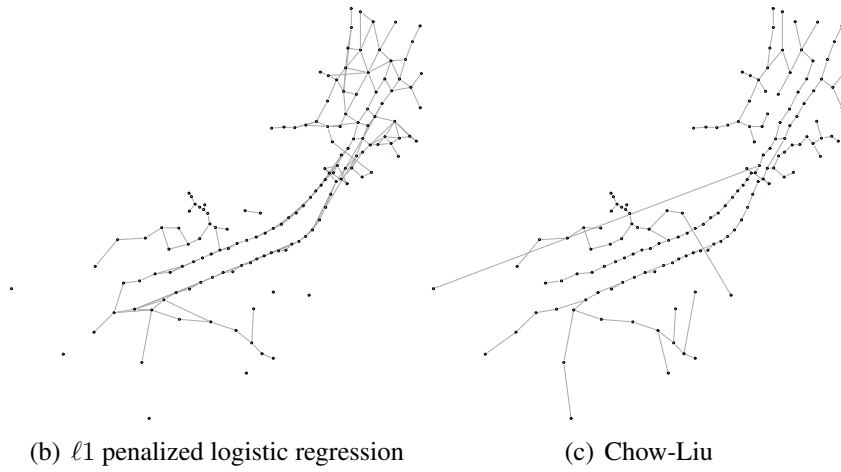 (b) ℓ1 penalized logistic regression
(c) Chow-Liu